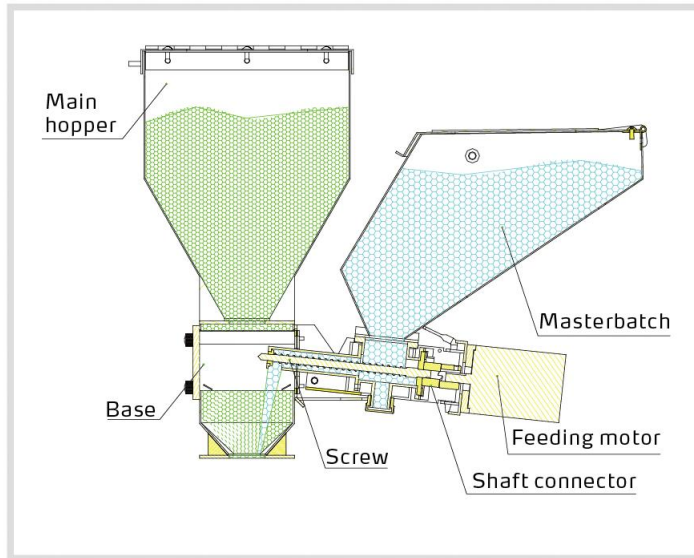 Main
hopper
Masterbatch
Base
Feeding motor
Screw
Shaft connector